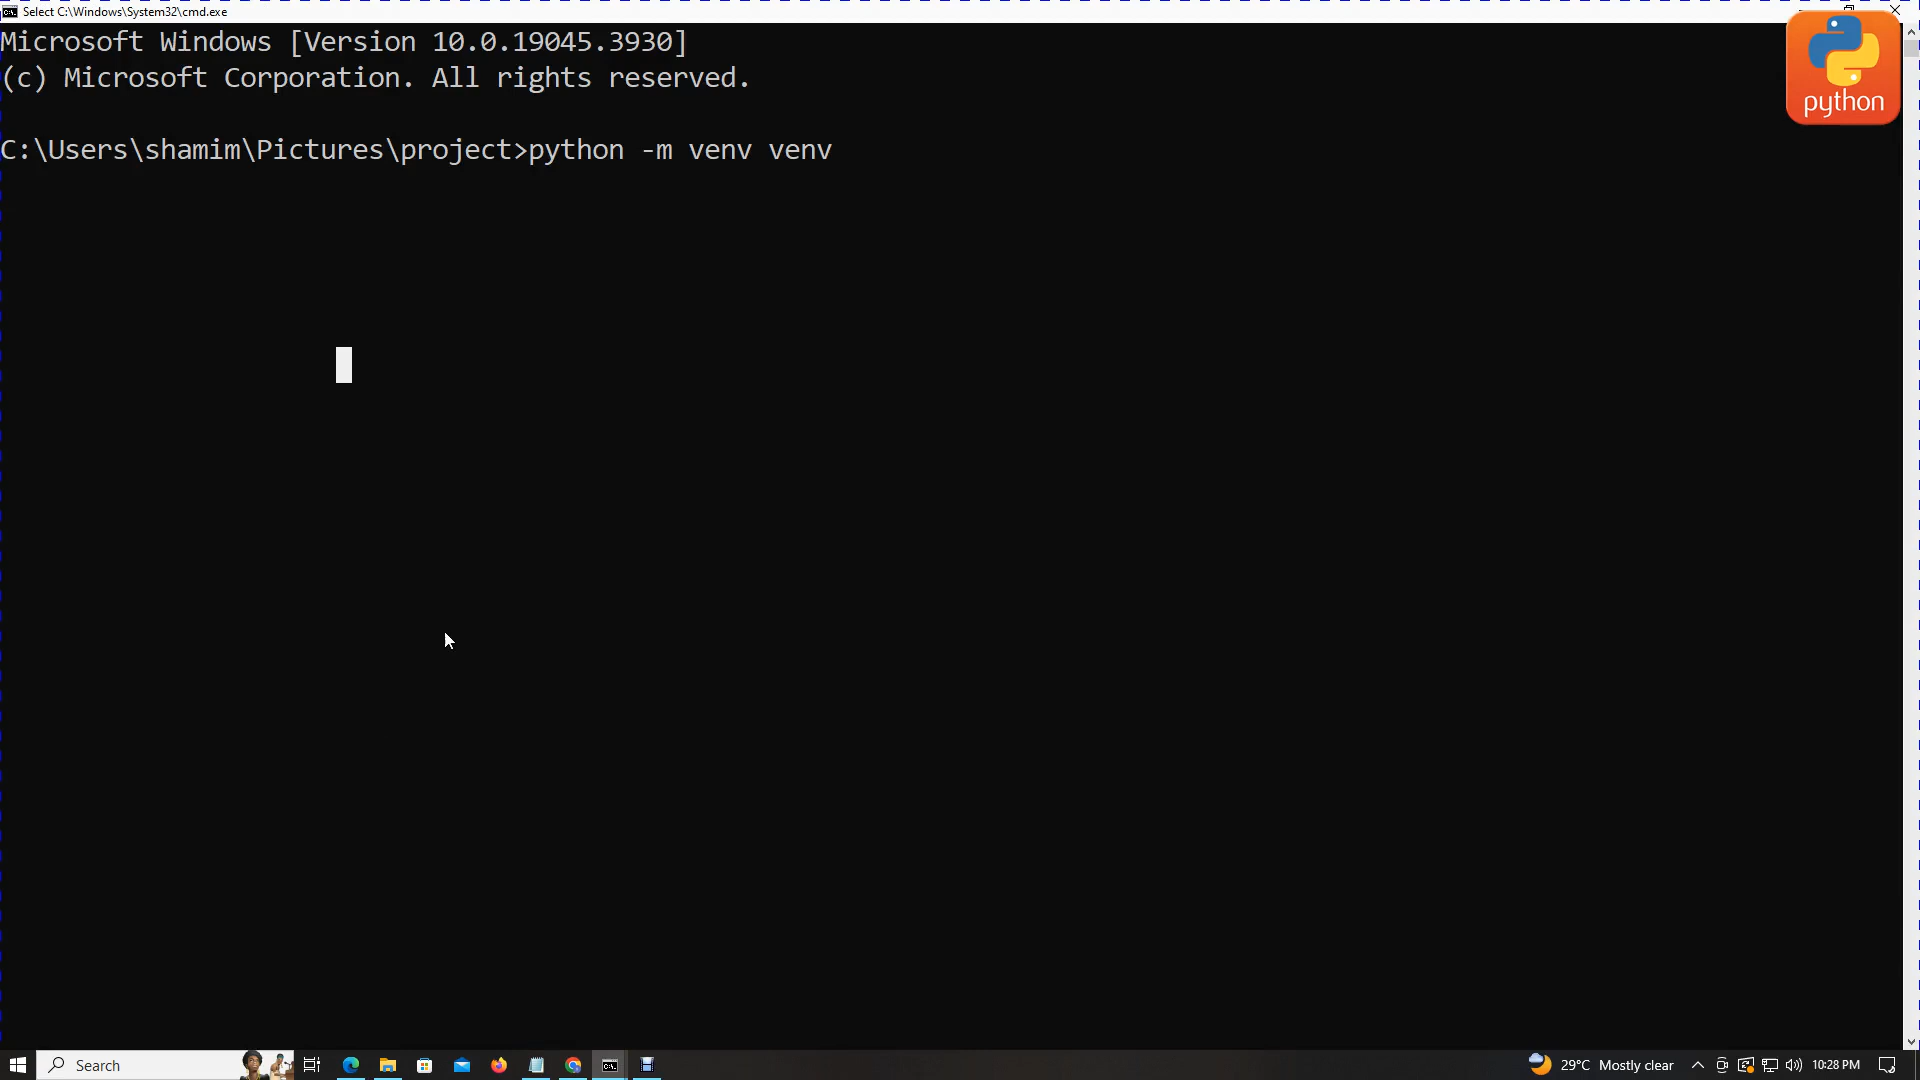 Select C:\Windows\System32\cmd.exe
Microsoft Windows [Version 10.0.19045.3930]
(c) Microsoft Corporation. All rights reserved.
python
C:\Users\shamim\Pictures\project>python -m venv venv
Search
29°C Mostly clear
10:28 PM